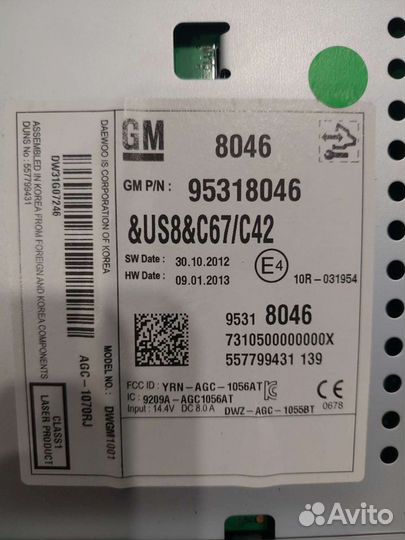 GM
8046
GM P/N : 95318046
&US8&C67/C42
SW Date : 30.10.2012
HW Date : 09.01.2013
E4
10R-031954
9531 8046
7310500000000X
557799431 139
FCC ID : YRN-AGC-1056AT
IC : 9209A-AGC1056AT
Input : 14.4V DC 8.0 A
DWZ-AGC-1055BT
0678
ASSEMBLED IN KOREA FROM FOREIGN AND KOREA COMPONENTS
DUNS No : 557799431
DW31G07246
DAEWOO IS CORPORATION OF KOREA
MODEL NO. : DWGM1001
AGC-1070RJ
CLASS1
LASER PRODUCT
Avito